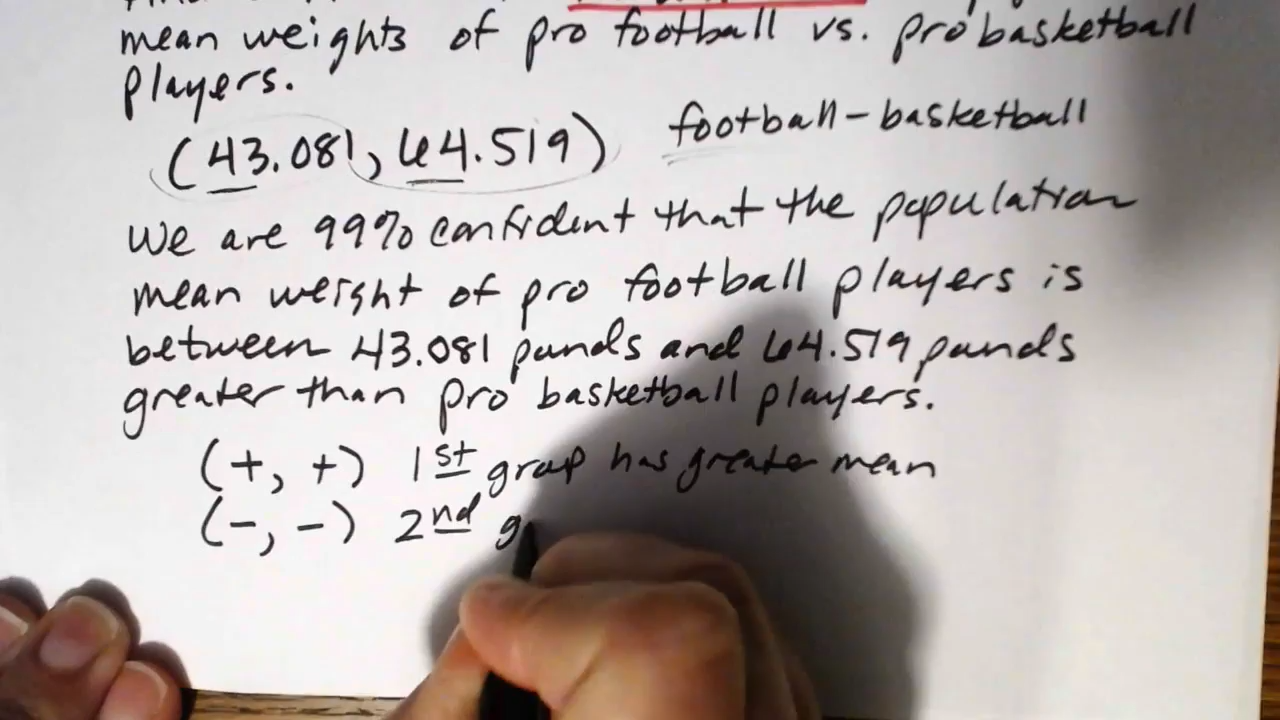 mean weights of pro football vs. pro basketball
players.
(43.081, 64.519) football-basketball
We are 99% confident that the population
mean weight of pro football players is
between 43.081 pounds and 64.519 pounds
greater than pro basketball players.
(+, +) 1st group has greater mean
(-, -) 2nd g